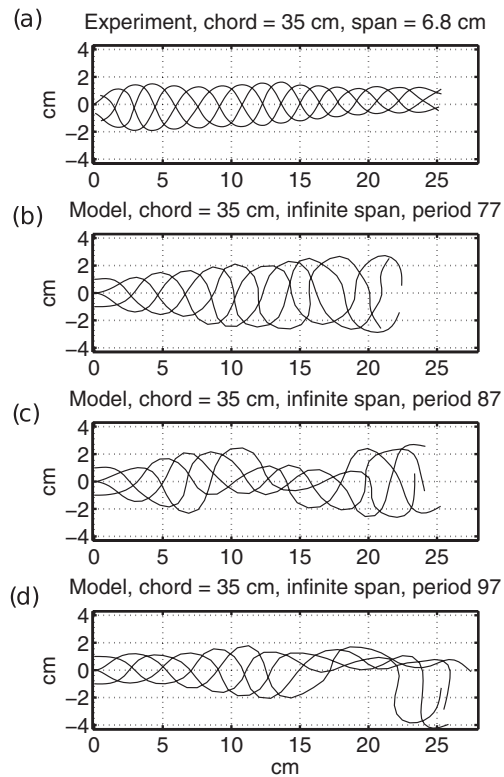 (a) Experiment, chord = 35 cm, span = 6.8 cm
4
2
0
−2
−4
cm
0 5 10 15 20 25
(b) Model, chord = 35 cm, infinite span, period 77
4
2
0
−2
−4
cm
0 5 10 15 20 25
(c) Model, chord = 35 cm, infinite span, period 87
4
2
0
−2
−4
cm
0 5 10 15 20 25
(d) Model, chord = 35 cm, infinite span, period 97
4
2
0
−2
−4
cm
0 5 10 15 20 25
cm